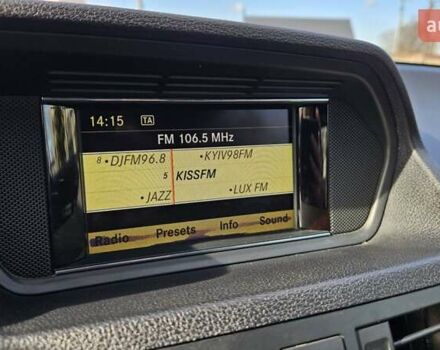 14:15 TA
FM 106.5 MHz
8 •DJFM96.8 •KYIV98FM
5 KISSFM
•JAZZ •LUX FM
Radio Presets Info Sound